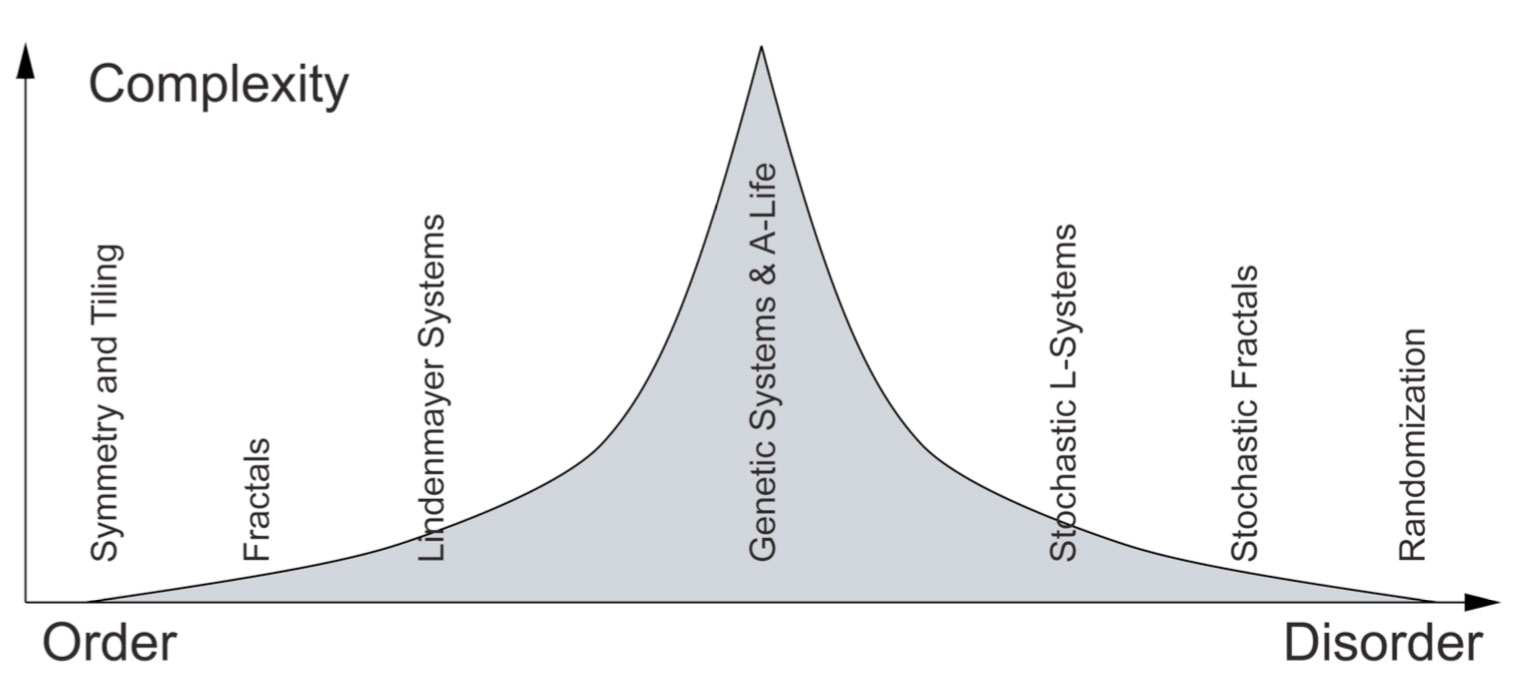 Complexity
Symmetry and Tiling
Fractals
Lindenmayer Systems
Genetic Systems & A-Life
Stochastic L-Systems
Stochastic Fractals
Randomization
Order
Disorder